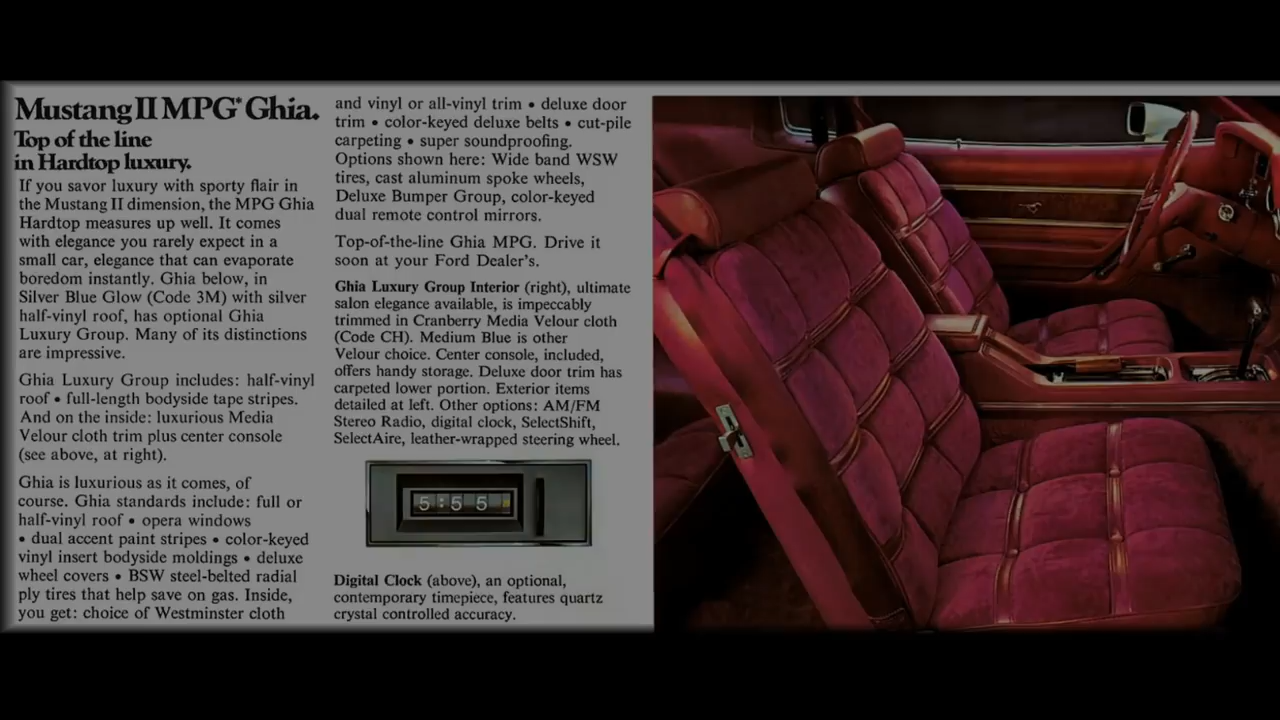 Mustang II MPG* Ghia.
Top of the line
in Hardtop luxury.
If you savor luxury with sporty flair in
the Mustang II dimension, the MPG Ghia
Hardtop measures up well. It comes
with elegance you rarely expect in a
small car, elegance that can evaporate
boredom instantly. Ghia below, in
Silver Blue Glow (Code 3M) with silver
half-vinyl roof, has optional Ghia
Luxury Group. Many of its distinctions
are impressive.
Ghia Luxury Group includes: half-vinyl
roof • full-length bodyside tape stripes.
And on the inside: luxurious Media
Velour cloth trim plus center console
(see above, at right).
Ghia is luxurious as it comes, of
course. Ghia standards include: full or
half-vinyl roof • opera windows
• dual accent paint stripes • color-keyed
vinyl insert bodyside moldings • deluxe
wheel covers • BSW steel-belted radial
ply tires that help save on gas. Inside,
you get: choice of Westminster cloth
and vinyl or all-vinyl trim • deluxe door
trim • color-keyed deluxe belts • cut-pile
carpeting • super soundproofing.
Options shown here: Wide band WSW
tires, cast aluminum spoke wheels,
Deluxe Bumper Group, color-keyed
dual remote control mirrors.
Top-of-the-line Ghia MPG. Drive it
soon at your Ford Dealer's.
Ghia Luxury Group Interior (right), ultimate
salon elegance available, is impeccably
trimmed in Cranberry Media Velour cloth
(Code CH). Medium Blue is other
Velour choice. Center console, included,
offers handy storage. Deluxe door trim has
carpeted lower portion. Exterior items
detailed at left. Other options: AM/FM
Stereo Radio, digital clock, SelectShift,
SelectAire, leather-wrapped steering wheel.
5:55
Digital Clock (above), an optional,
contemporary timepiece, features quartz
crystal controlled accuracy.